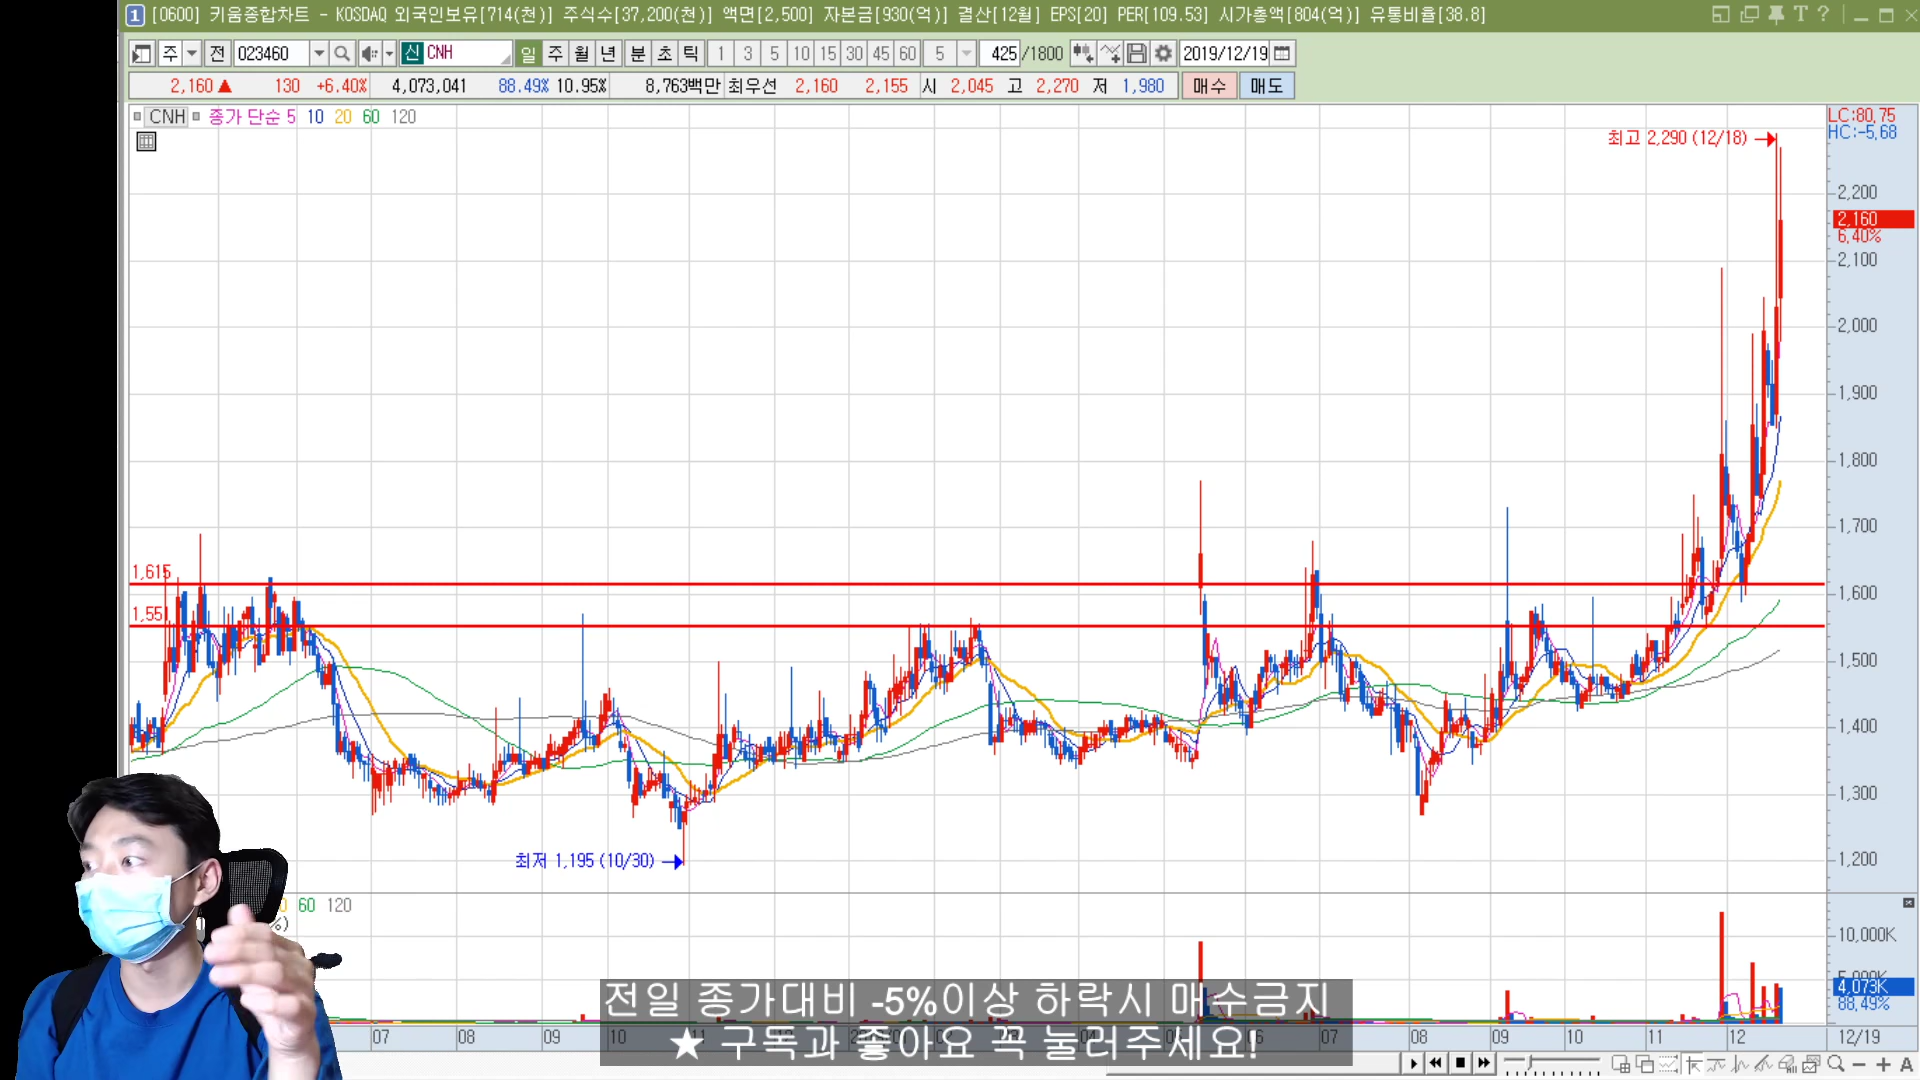 1 [0600] 키움종합차트 - KOSDAQ 외국인보유[714(천)] 주식수[37,200(천)] 액면[2,500] 자본금[930(억)] 결산[12월] EPS[20] PER[109.53] 시가총액[804(억)] 유통비율[38.8] T ?
주 전 023460 신 CNH 일 주 월 년 분 초 틱 1 3 5 10 15 30 45 60 5 425 /1800 2019/12/19
2,160 ▲ 130 +6.40% 4,073,041 88.49% 10.95% 8,763백만 최우선 2,160 2,155 시 2,045 고 2,270 저 1,980 매수 매도
CNH 종가 단순 5 10 20 60 120
LC:80,75
HC:-5,68
최고 2,290 (12/18)
2,200
2,160
6,40%
2,100
2,000
1,900
1,800
1,700
1,615
1,600
1,551
1,500
1,400
1,300
최저 1,195 (10/30)
1,200
60 120
10,000K
5,000K
4,073K
88,49%
전일 종가대비 -5%이상 하락시 매수금지
★ 구독과 좋아요 꼭 눌러주세요!
07 08 09 10 07 08 09 10 11 12 12/19
A